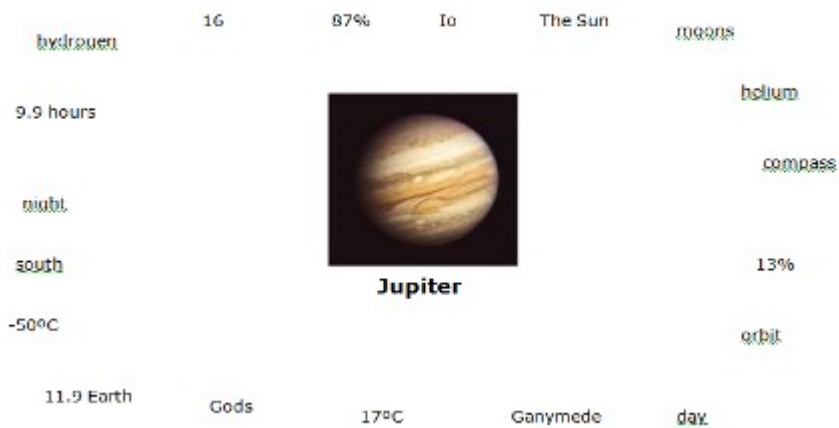 16 87% Io The Sun moons
hydrogen
helium
9.9 hours
compass
night
south
13%
Jupiter
-50ºC
orbit
11.9 Earth
Gods
17ºC Ganymede day